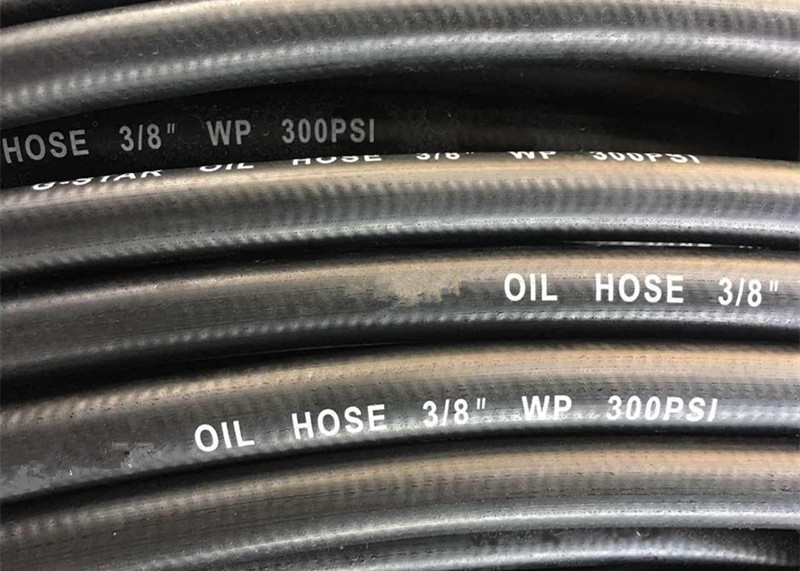 HOSE 3/8" WP 300PSI
G-STAR OIL HOSE 3/8" WP 300PSI
OIL HOSE 3/8"
OIL HOSE 3/8" WP 300PSI